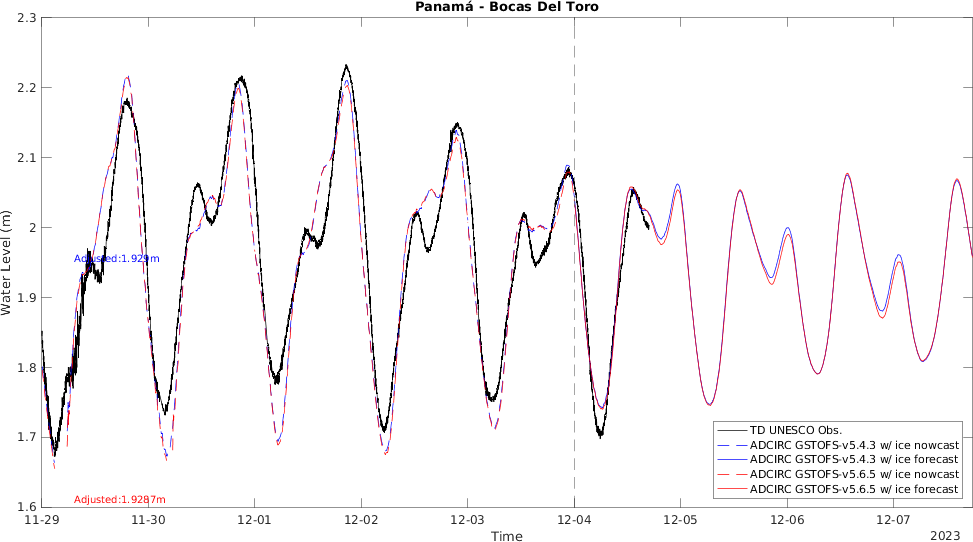 Panamá - Bocas Del Toro
2.3
2.2
2.1
2
1.9
1.8
1.7
1.6
Water Level (m)
Adjusted:1.929m
Adjusted:1.9287m
TD UNESCO Obs.
ADCIRC GSTOFS-v5.4.3 w/ ice nowcast
ADCIRC GSTOFS-v5.4.3 w/ ice forecast
ADCIRC GSTOFS-v5.6.5 w/ ice nowcast
ADCIRC GSTOFS-v5.6.5 w/ ice forecast
11-29 11-30 12-01 12-02 12-03 12-04 12-05 12-06 12-07
Time
2023